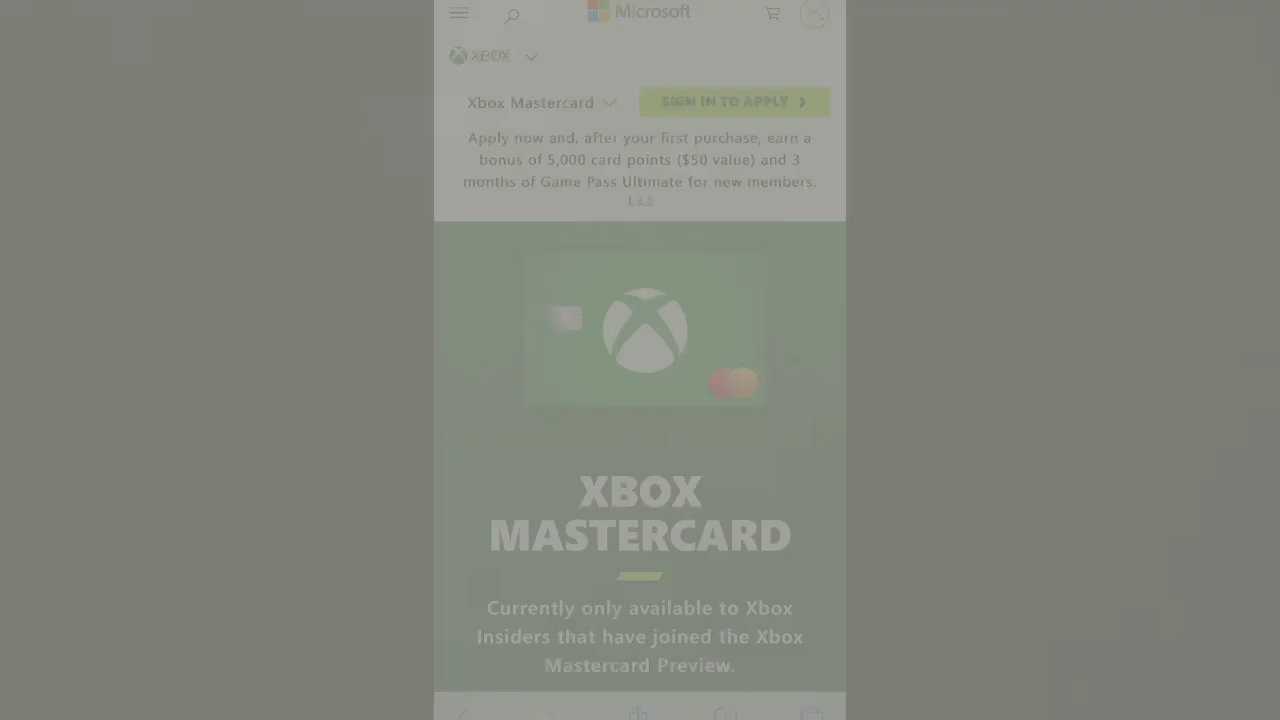 Microsoft
XBOX
Xbox Mastercard
SIGN IN TO APPLY
Apply now and, after your first purchase, earn a
bonus of 5,000 card points ($50 value) and 3
months of Game Pass Ultimate for new members.
XBOX
MASTERCARD
Currently only available to Xbox
Insiders that have joined the Xbox
Mastercard Preview.